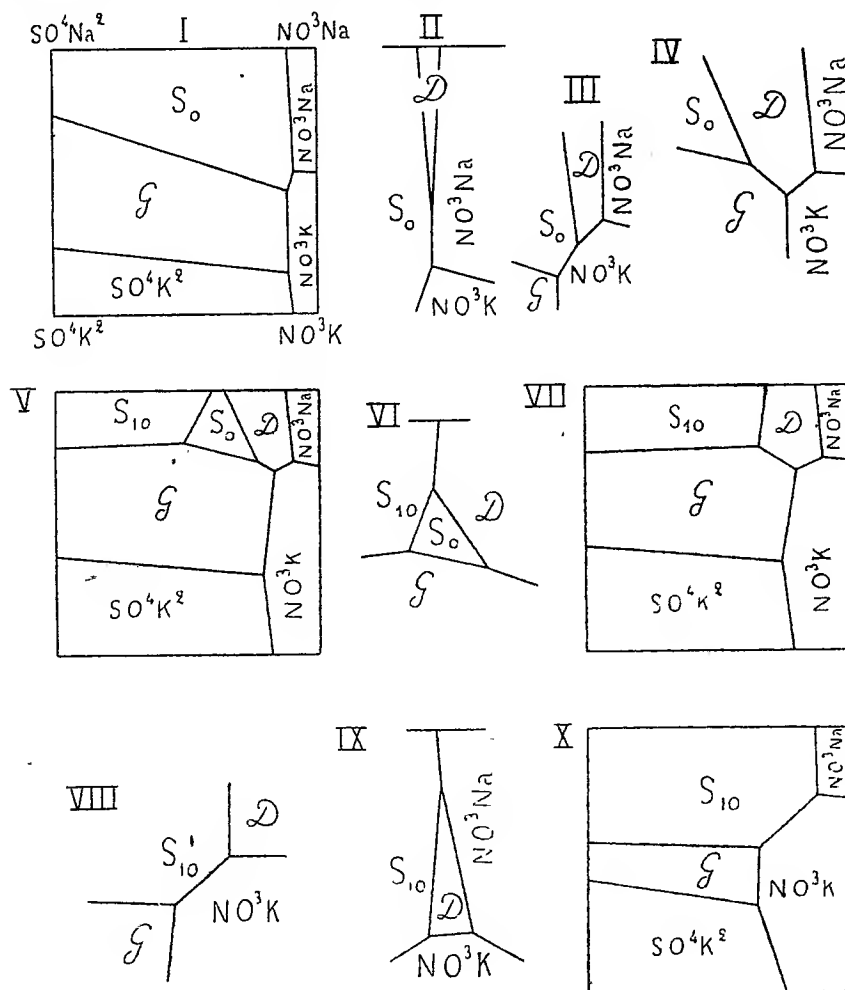 I
SO⁴Na²
NO³Na
S₀
NO³Na
𝒢
NO³K
SO⁴K²
SO⁴K²
NO³K
II
𝒟
S₀
NO³Na
NO³K
III
𝒟
NO³Na
S₀
𝒢
NO³K
IV
S₀
𝒟
NO³Na
𝒢
NO³K
V
S₁₀
S₀
𝒟
NO³Na
𝒢
NO³K
SO⁴K²
VI
S₁₀
𝒟
S₀
𝒢
VII
S₁₀
𝒟
NO³Na
𝒢
NO³K
SO⁴K²
VIII
𝒟
S₁₀
NO³K
𝒢
IX
NO³Na
S₁₀
𝒟
NO³K
X
NO³Na
S₁₀
𝒢
NO³K
SO⁴K²